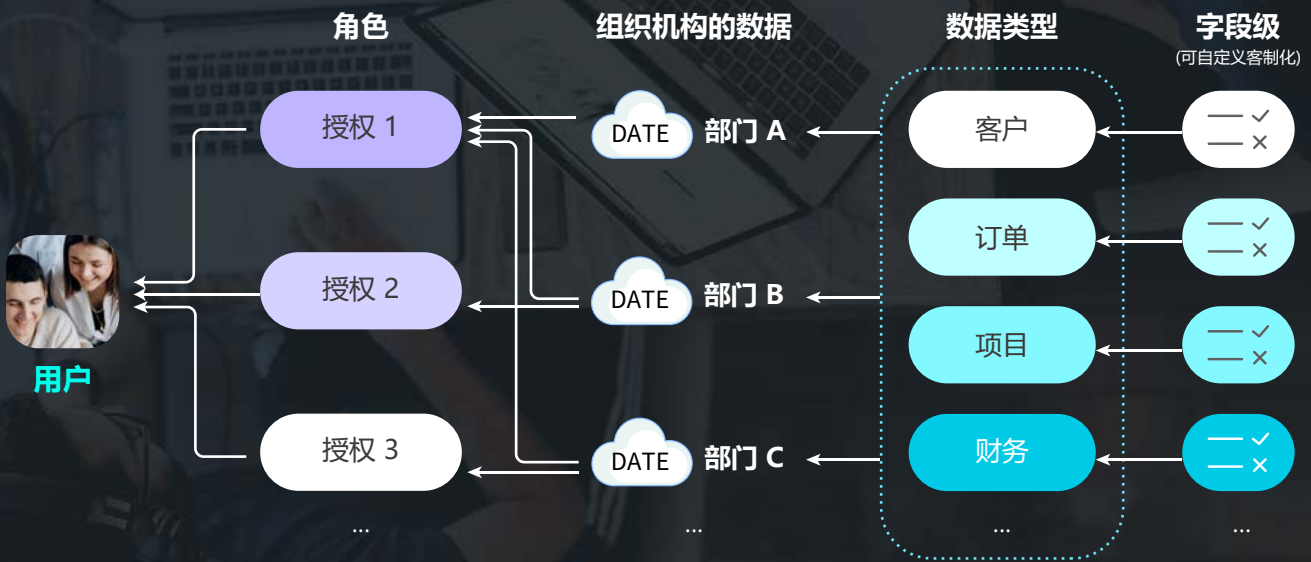 角色
组织机构的数据
数据类型
字段级
(可自定义客制化)
授权 1
DATE
部门 A
客户
订单
授权 2
DATE
部门 B
项目
用户
授权 3
DATE
部门 C
财务
...
...
...
...